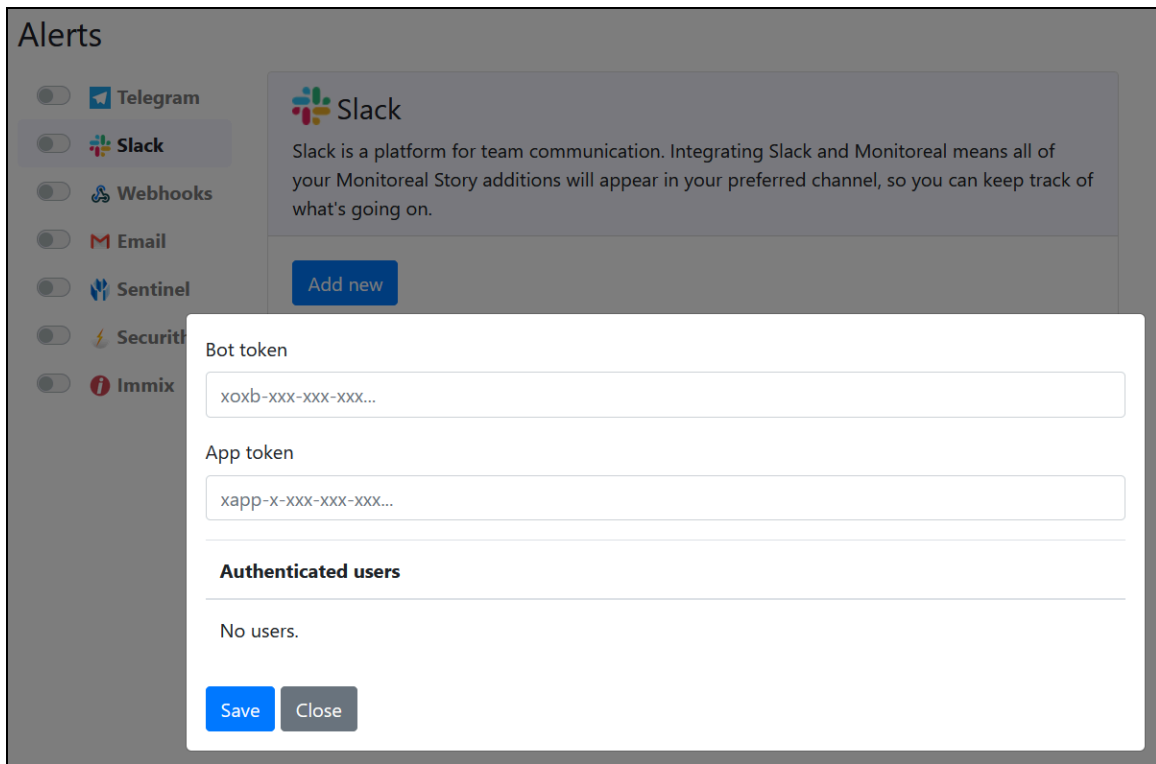 Alerts
Telegram
Slack
Webhooks
Email
Sentinel
Securith
Immix
Slack
Slack is a platform for team communication. Integrating Slack and Monitoreal means all of
your Monitoreal Story additions will appear in your preferred channel, so you can keep track of
what's going on.
Add new
Bot token
xoxb-xxx-xxx-xxx...
App token
xapp-x-xxx-xxx-xxx...
Authenticated users
No users.
Save Close